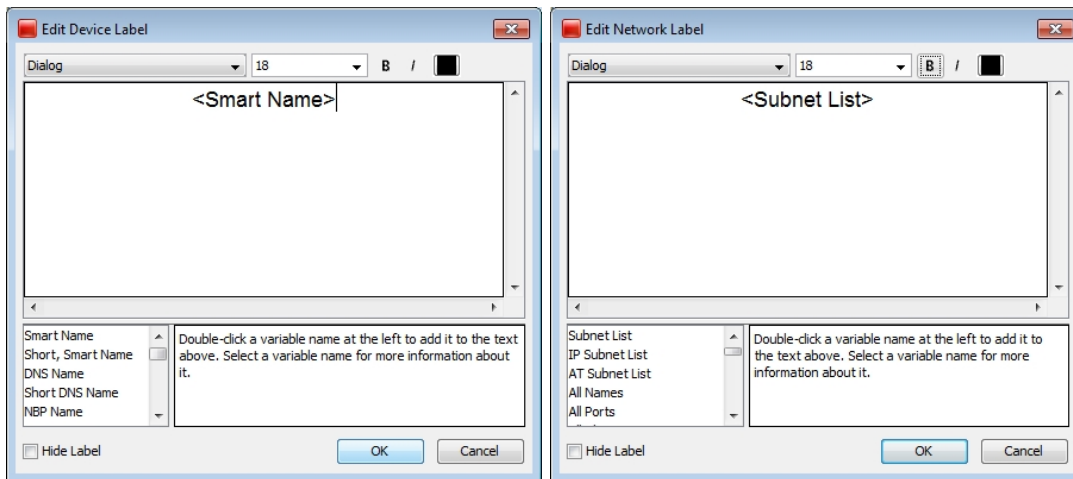 Edit Device Label
Dialog 18 B I
<Smart Name>
Smart Name
Short, Smart Name
DNS Name
Short DNS Name
NBP Name
Double-click a variable name at the left to add it to the text
above. Select a variable name for more information about
it.
Hide Label
OK Cancel
Edit Network Label
Dialog 18 B I
<Subnet List>
Subnet List
IP Subnet List
AT Subnet List
All Names
All Ports
Double-click a variable name at the left to add it to
the text above. Select a variable name for more
information about it.
Hide Label
OK Cancel